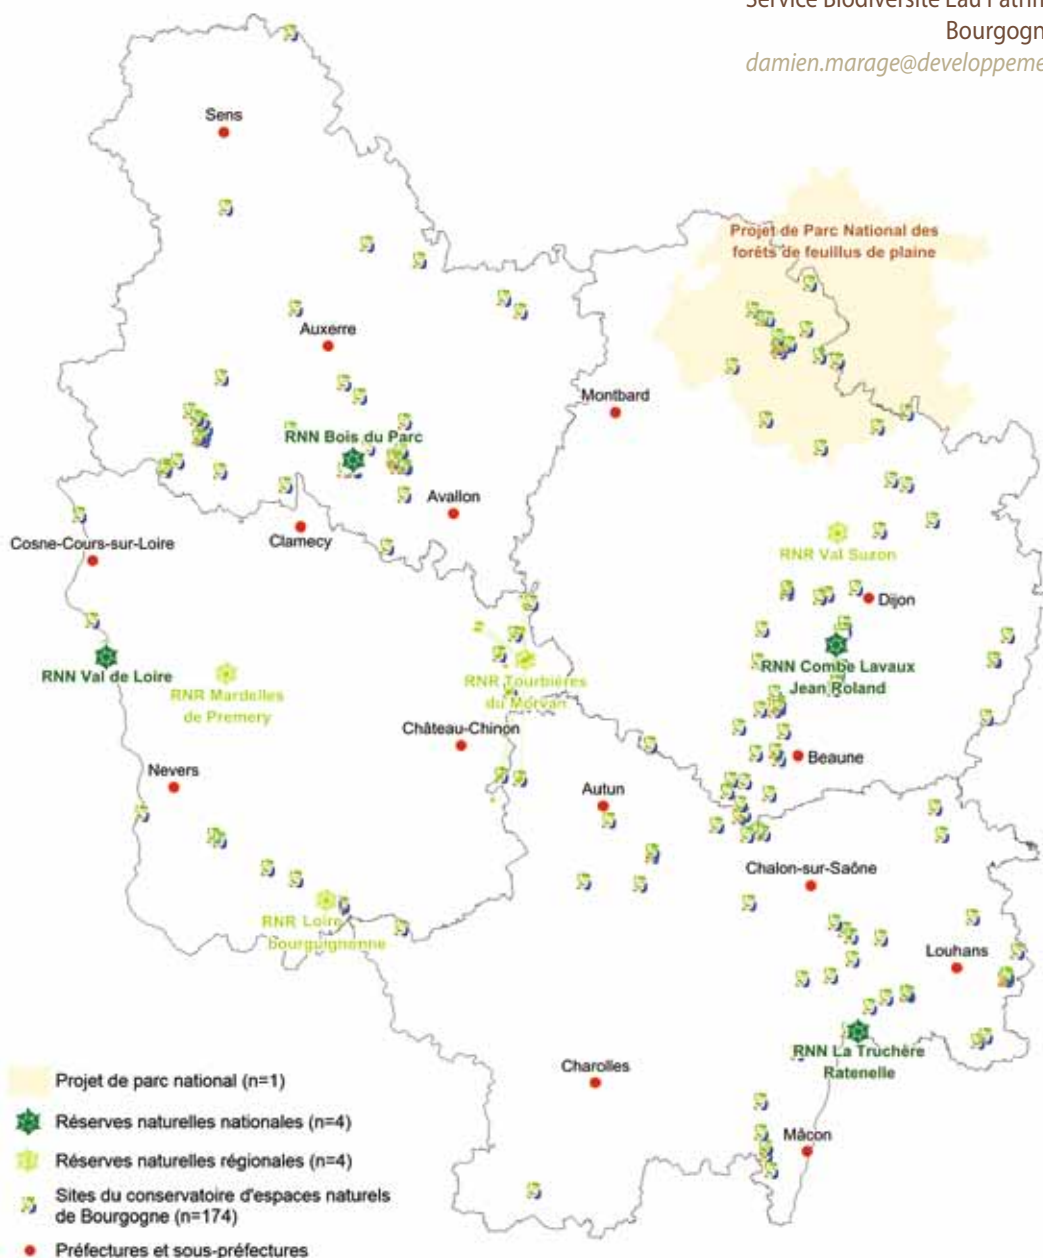 Service Biodiversité Eau Patrim
Bourgogn
damien.marage@developpeme
Sens
Projet de Parc National des
forêts de feuillus de plaine
Auxerre
Montbard
RNN Bois du Parc
Avallon
Cosne-Cours-sur-Loire
Clamecy
RNR Val Suzon
Dijon
RNN Val de Loire
RNR Mardelles
de Premery
RNR Tourbières
du Morvan
RNN Combe Lavaux
Jean Roland
Château-Chinon
Beaune
Nevers
Autun
Chalon-sur-Saône
RNR Loire
bourguignonne
Louhans
RNN La Truchère
Ratenelle
Charolles
Mâcon
Projet de parc national (n=1)
Réserves naturelles nationales (n=4)
Réserves naturelles régionales (n=4)
Sites du conservatoire d'espaces naturels
de Bourgogne (n=174)
Préfectures et sous-préfectures